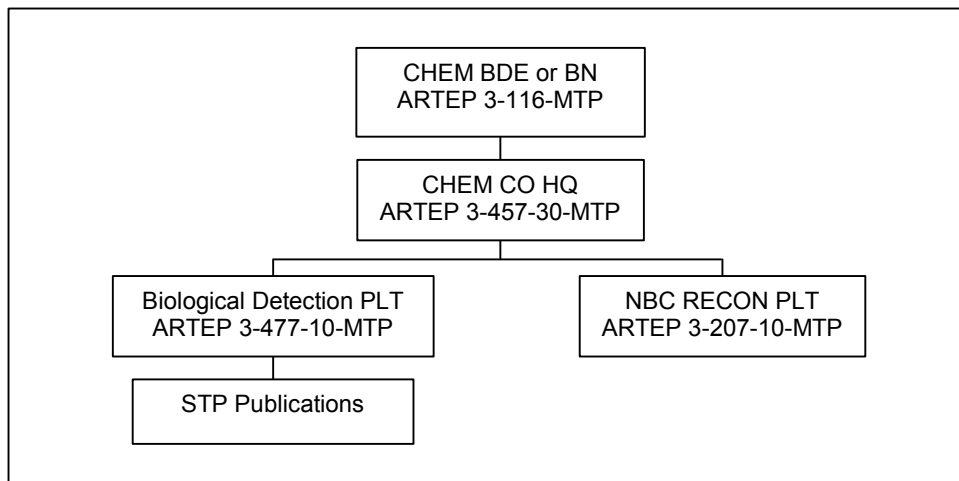 CHEM BDE or BN
ARTEP 3-116-MTP
CHEM CO HQ
ARTEP 3-457-30-MTP
Biological Detection PLT
ARTEP 3-477-10-MTP
NBC RECON PLT
ARTEP 3-207-10-MTP
STP Publications